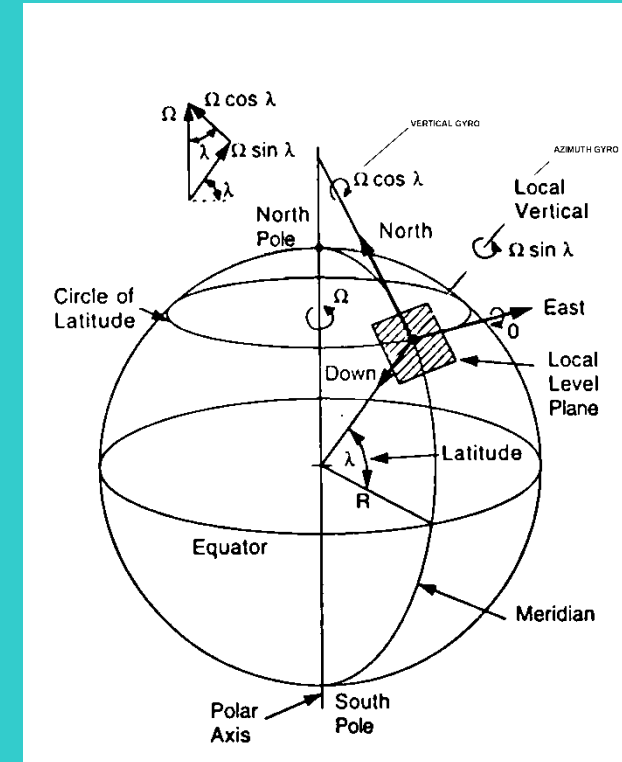 Ω cos λ
Ω
λ
Ω sin λ
λ
VERTICAL GYRO
AZIMUTH GYRO
Ω cos λ
Local
Vertical
North
Pole
North
Ω sin λ
Circle of
Latitude
Ω
East
0
Local
Level
Plane
Down
λ
Latitude
R
Equator
Meridian
Polar
Axis
South
Pole